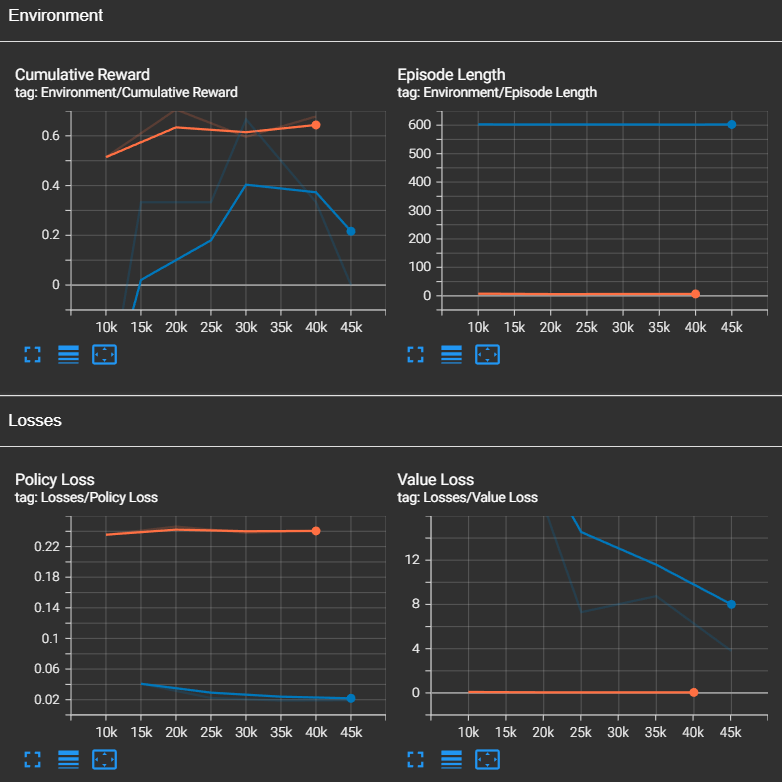 Environment
Cumulative Reward
tag: Environment/Cumulative Reward
0.6
0.4
0.2
0
10k 15k 20k 25k 30k 35k 40k 45k
Episode Length
tag: Environment/Episode Length
600
500
400
300
200
100
0
10k 15k 20k 25k 30k 35k 40k 45k
Losses
Policy Loss
tag: Losses/Policy Loss
0.22
0.18
0.14
0.1
0.06
0.02
10k 15k 20k 25k 30k 35k 40k 45k
Value Loss
tag: Losses/Value Loss
12
8
4
0
10k 15k 20k 25k 30k 35k 40k 45k